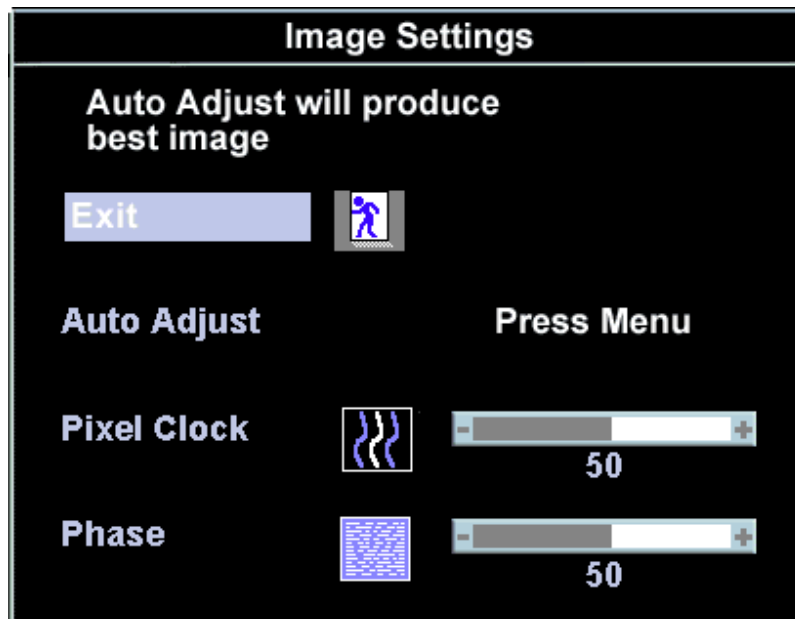 Image Settings
Auto Adjust will produce
best image
Exit
Auto Adjust Press Menu
Pixel Clock - +
50
Phase - +
50